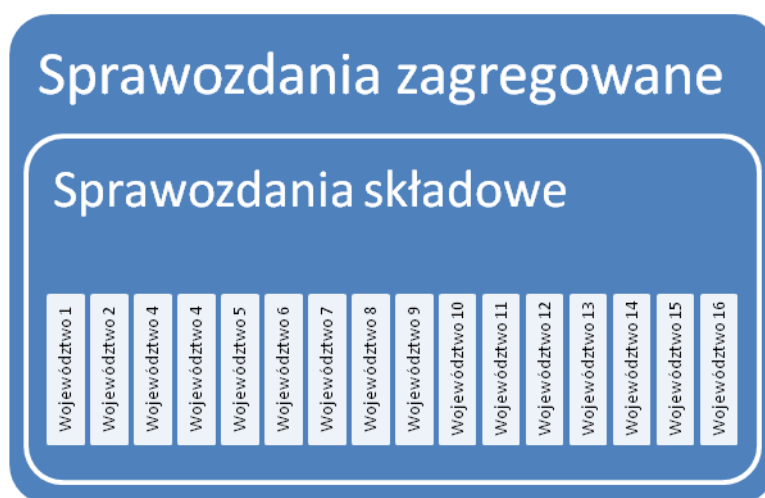 Sprawozdania zagregowane
Sprawozdania składowe
Województwo 1
Województwo 2
Województwo 4
Województwo 4
Województwo 5
Województwo 6
Województwo 7
Województwo 8
Województwo 9
Województwo 10
Województwo 11
Województwo 12
Województwo 13
Województwo 14
Województwo 15
Województwo 16